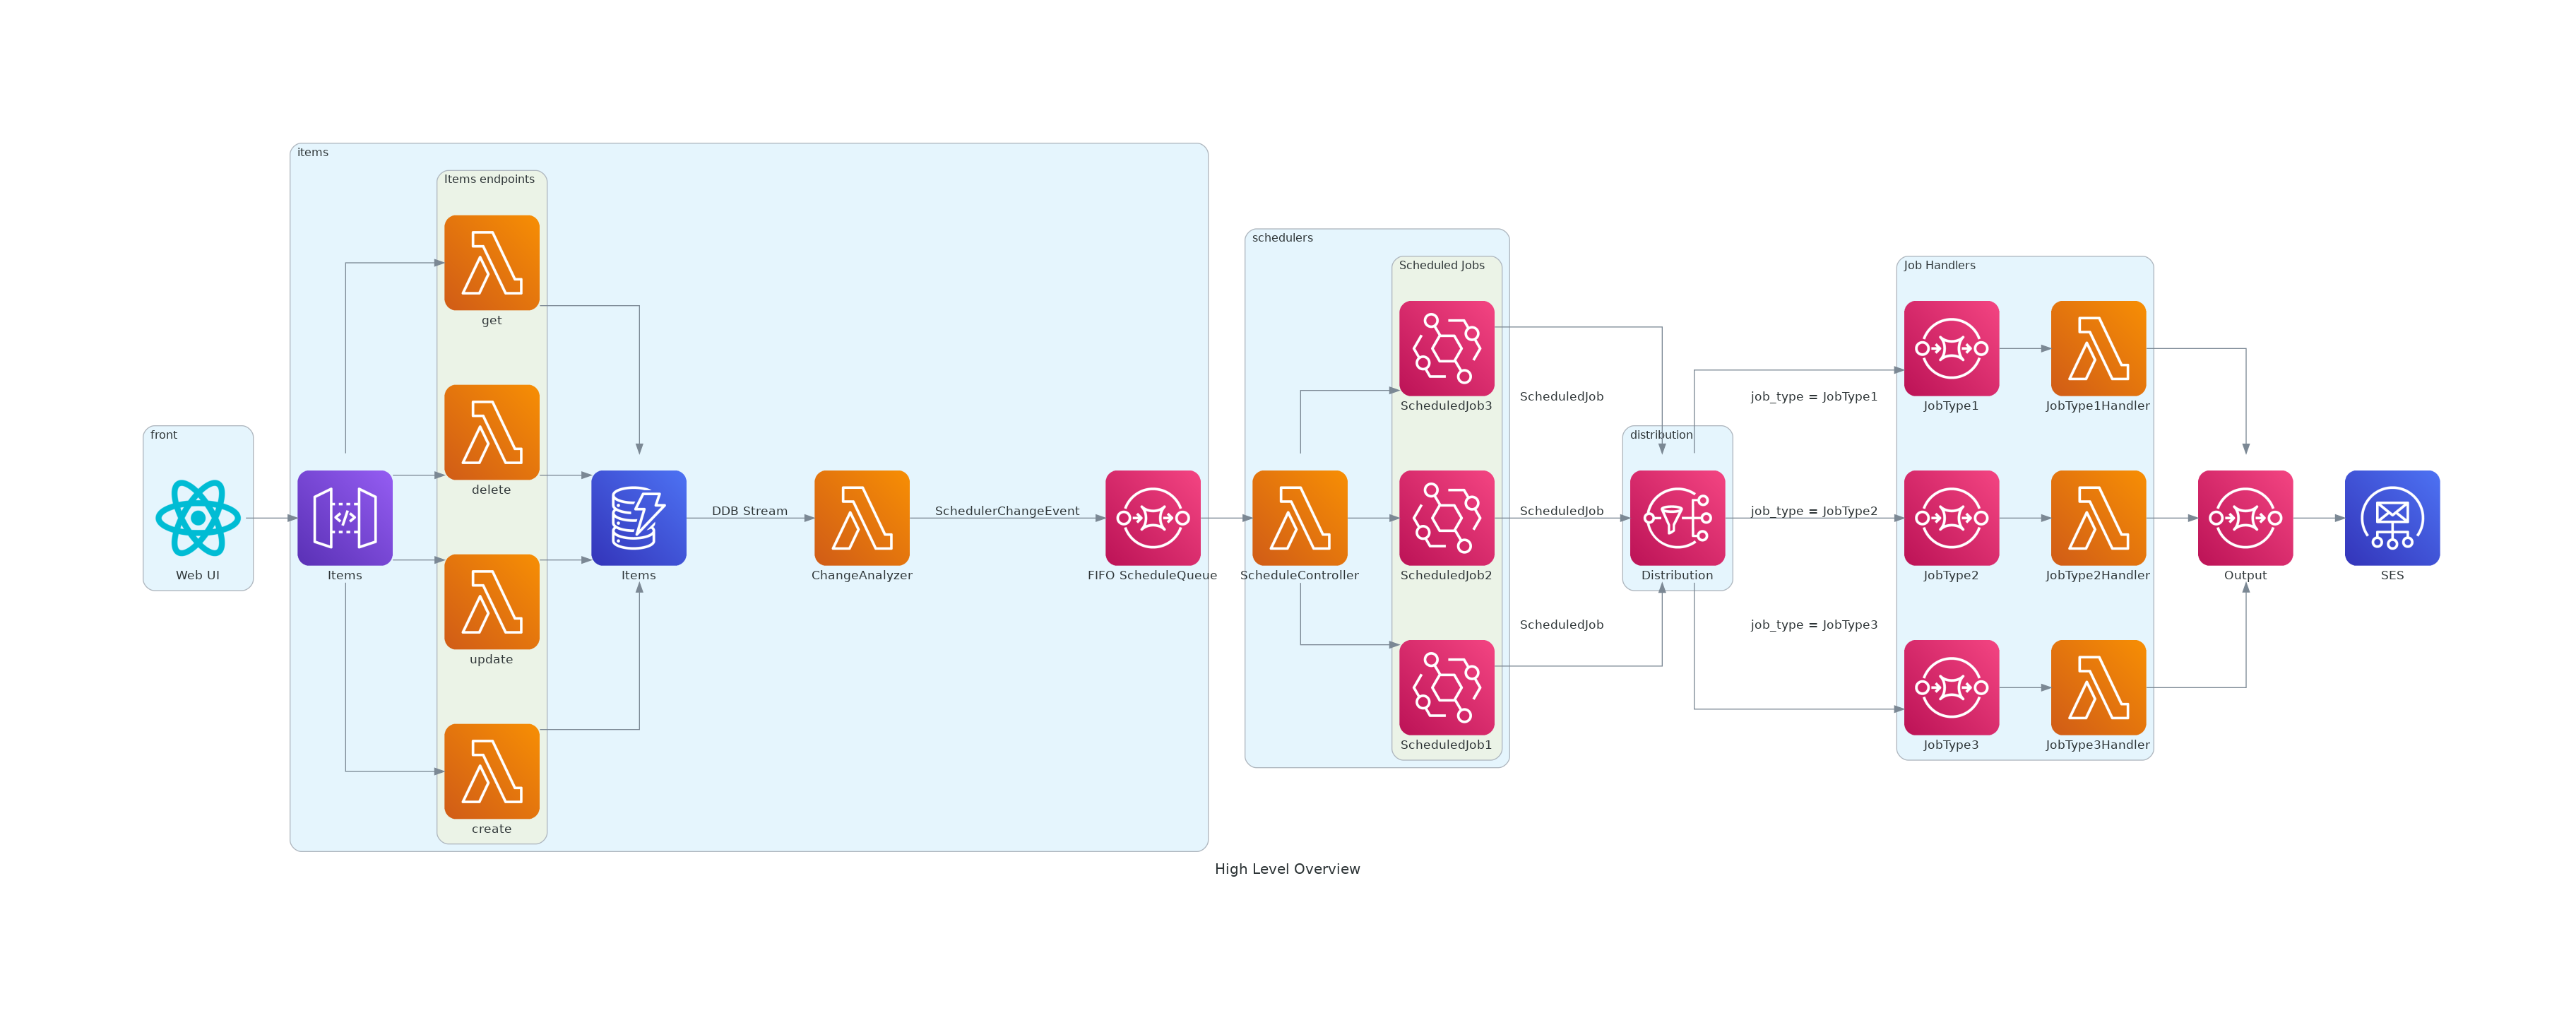 front
Web UI
items
Items
Items endpoints
get
delete
update
create
Items
DDB Stream
ChangeAnalyzer
SchedulerChangeEvent
FIFO ScheduleQueue
schedulers
ScheduleController
Scheduled Jobs
ScheduledJob3
ScheduledJob2
ScheduledJob1
ScheduledJob
ScheduledJob
ScheduledJob
distribution
Distribution
job_type = JobType1
job_type = JobType2
job_type = JobType3
Job Handlers
JobType1
JobType1Handler
JobType2
JobType2Handler
JobType3
JobType3Handler
Output
SES
High Level Overview